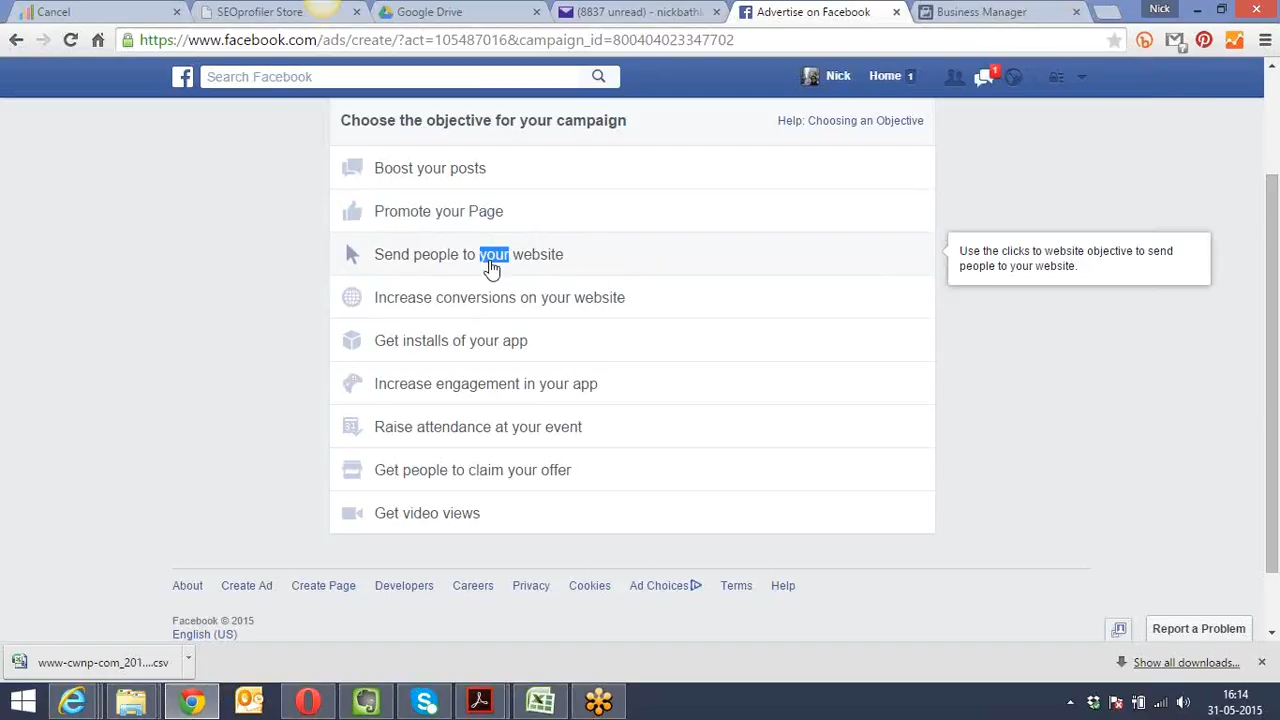 Cancel
SEOprofiler Store
Google Drive
(8837 unread) - nickbathl
Advertise on Facebook
Business Manager
Nick
https://www.facebook.com/ads/create/?act=105487016&campaign_id=800404023347702
Search Facebook
Nick
Home 1
1
Choose the objective for your campaign
Help: Choosing an Objective
Boost your posts
Promote your Page
Send people to your website
Use the clicks to website objective to send
people to your website.
Increase conversions on your website
Get installs of your app
Increase engagement in your app
31
Raise attendance at your event
Get people to claim your offer
Get video views
About Create Ad Create Page Developers Careers Privacy Cookies Ad Choices Terms Help
Facebook © 2015
English (US)
Report a Problem
www-cwnp-com_201....csv
Show all downloads...
16:14
31-05-2015